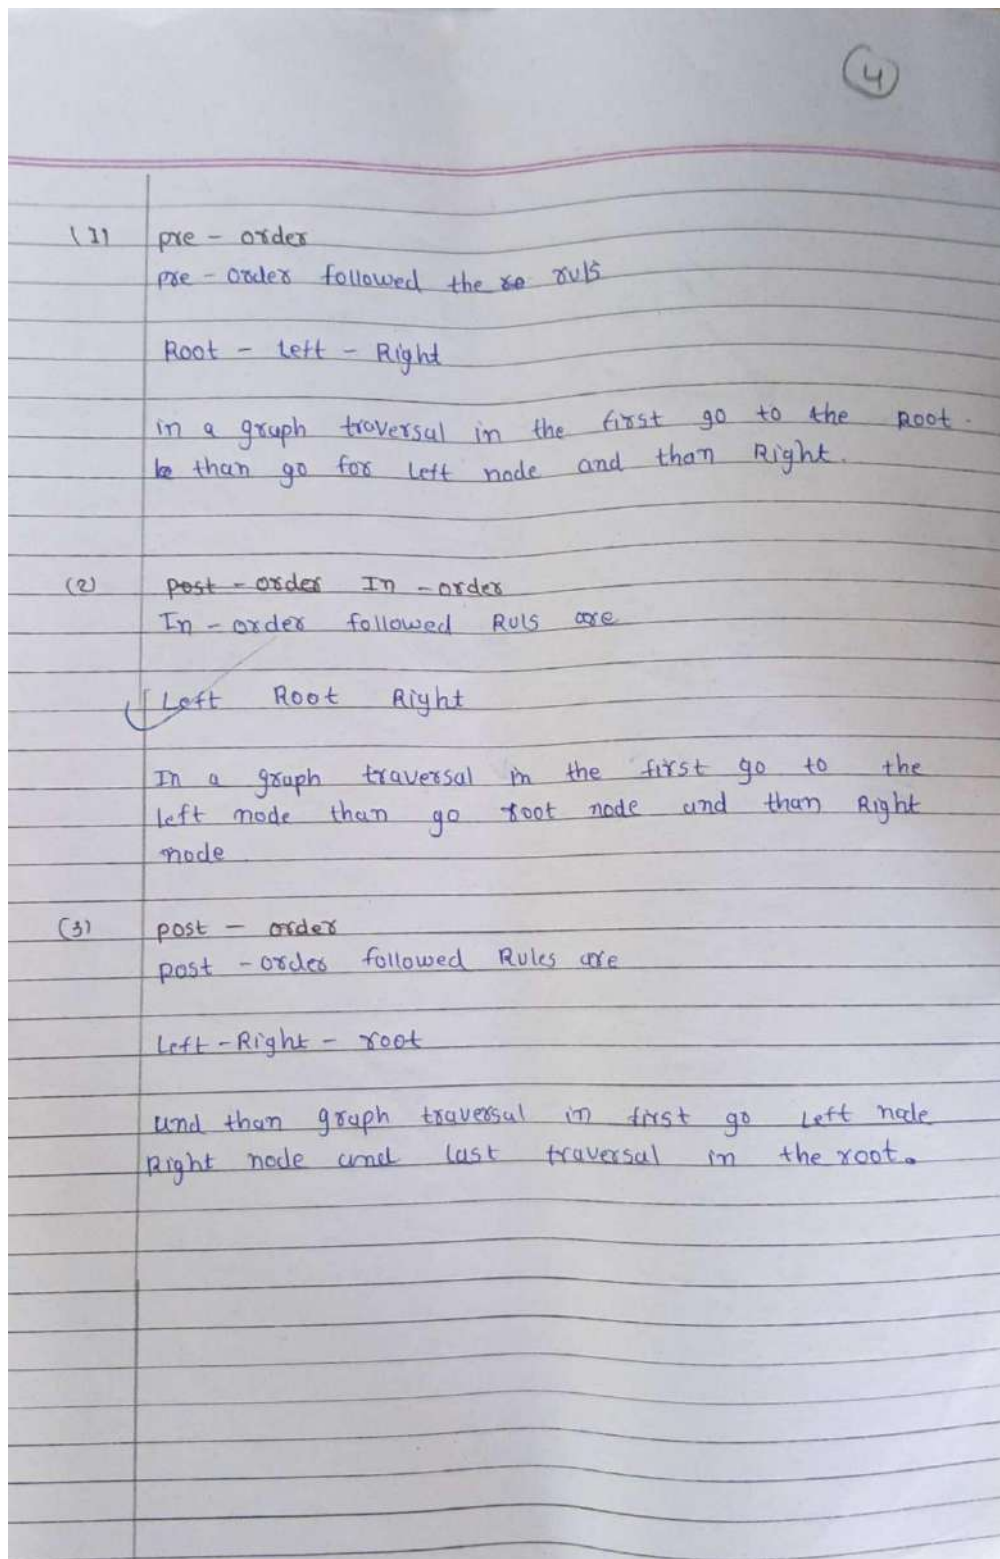 4
(1) pre - order
pre - order followed the ro ruls
Root - Left - Right
in a graph traversal in the first go to the Root.
le than go for Left node and than Right.
(2) post - order In - order
In - order followed Ruls are
Left Root Right
In a graph traversal in the first go to the
left node than go root node and than Right
node
(3) post - order
post - order followed Rules are
Left - Right - root
and than graph traversal in first go Left node
Right node and last traversal in the root.